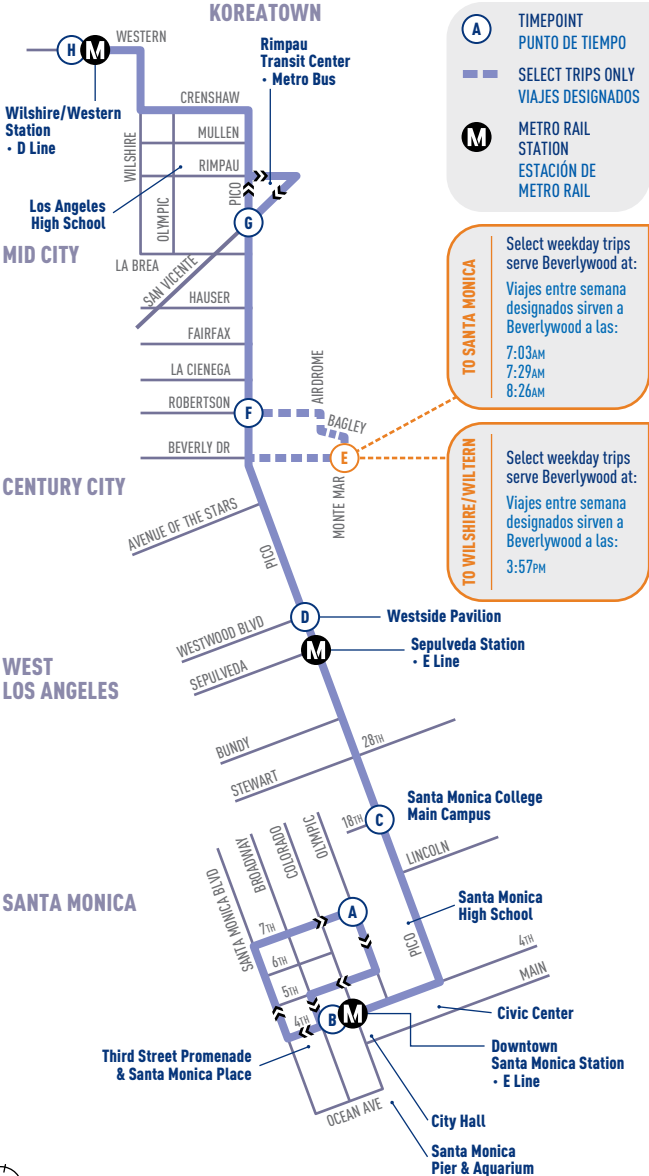 KOREATOWN
A
TIMEPOINT
PUNTO DE TIEMPO
SELECT TRIPS ONLY
VIAJES DESIGNADOS
M
METRO RAIL
STATION
ESTACIÓN DE
METRO RAIL
H
M
WESTERN
Wilshire/Western
Station
• D Line
Rimpau
Transit Center
• Metro Bus
CRENSHAW
WILSHIRE
MULLEN
RIMPAU
PICO
OLYMPIC
Los Angeles
High School
G
MID CITY
LA BREA
SAN VICENTE
HAUSER
FAIRFAX
LA CIENEGA
ROBERTSON
F
AIRDROME
BAGLEY
BEVERLY DR
E
MONTE MAR
TO SANTA MONICA
Select weekday trips
serve Beverlywood at:
Viajes entre semana
designados sirven a
Beverlywood a las:
7:03AM
7:29AM
8:26AM
TO WILSHIRE/WILTERN
Select weekday trips
serve Beverlywood at:
Viajes entre semana
designados sirven a
Beverlywood a las:
3:57PM
CENTURY CITY
AVENUE OF THE STARS
PICO
D
Westside Pavilion
WESTWOOD BLVD
M
Sepulveda Station
• E Line
SEPULVEDA
WEST
LOS ANGELES
BUNDY
28TH
STEWART
Santa Monica College
Main Campus
18TH
C
LINCOLN
SANTA MONICA
SANTA MONICA BLVD
BROADWAY
COLORADO
OLYMPIC
A
7TH
6TH
5TH
4TH
B
M
Santa Monica
High School
PICO
4TH
MAIN
Civic Center
Downtown
Santa Monica Station
• E Line
Third Street Promenade
& Santa Monica Place
OCEAN AVE
City Hall
Santa Monica
Pier & Aquarium